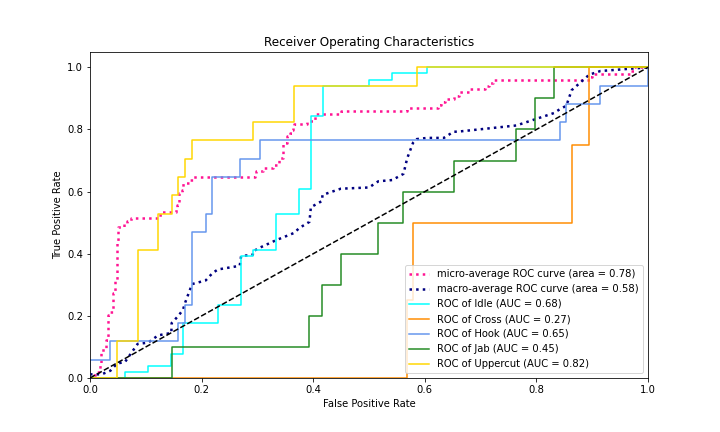 Receiver Operating Characteristics
1.0
0.8
0.6
0.4
0.2
0.0
True Positive Rate
0.0 0.2 0.4 0.6 0.8 1.0
False Positive Rate
micro-average ROC curve (area = 0.78)
macro-average ROC curve (area = 0.58)
ROC of Idle (AUC = 0.68)
ROC of Cross (AUC = 0.27)
ROC of Hook (AUC = 0.65)
ROC of Jab (AUC = 0.45)
ROC of Uppercut (AUC = 0.82)